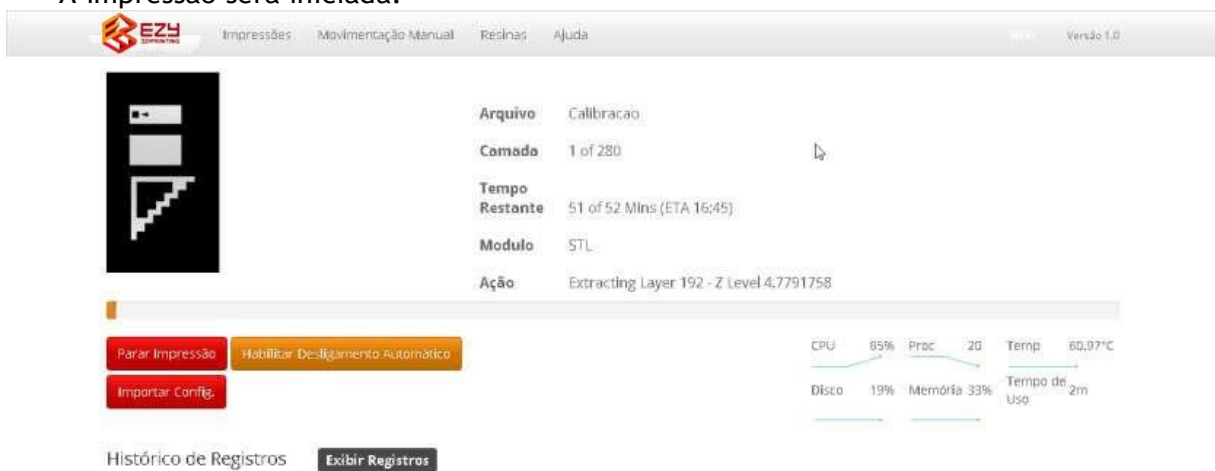 A impressão será iniciada.
EZY
3DPRINTING
Impressões Movimentação Manual Resinas Ajuda Versão 1.0
Arquivo Calibracao
Camada 1 of 280
Tempo
Restante 51 of 52 Mins (ETA 16:45)
Modulo STL
Ação Extracting Layer 192 - Z Level 4.7791758
Parar Impressão Habilitar Desligamento Automático
CPU 85% Proc 20 Temp 60.97°C
Importar Config.
Disco 19% Memória 33% Tempo de Uso 2m
Histórico de Registros Exibir Registros